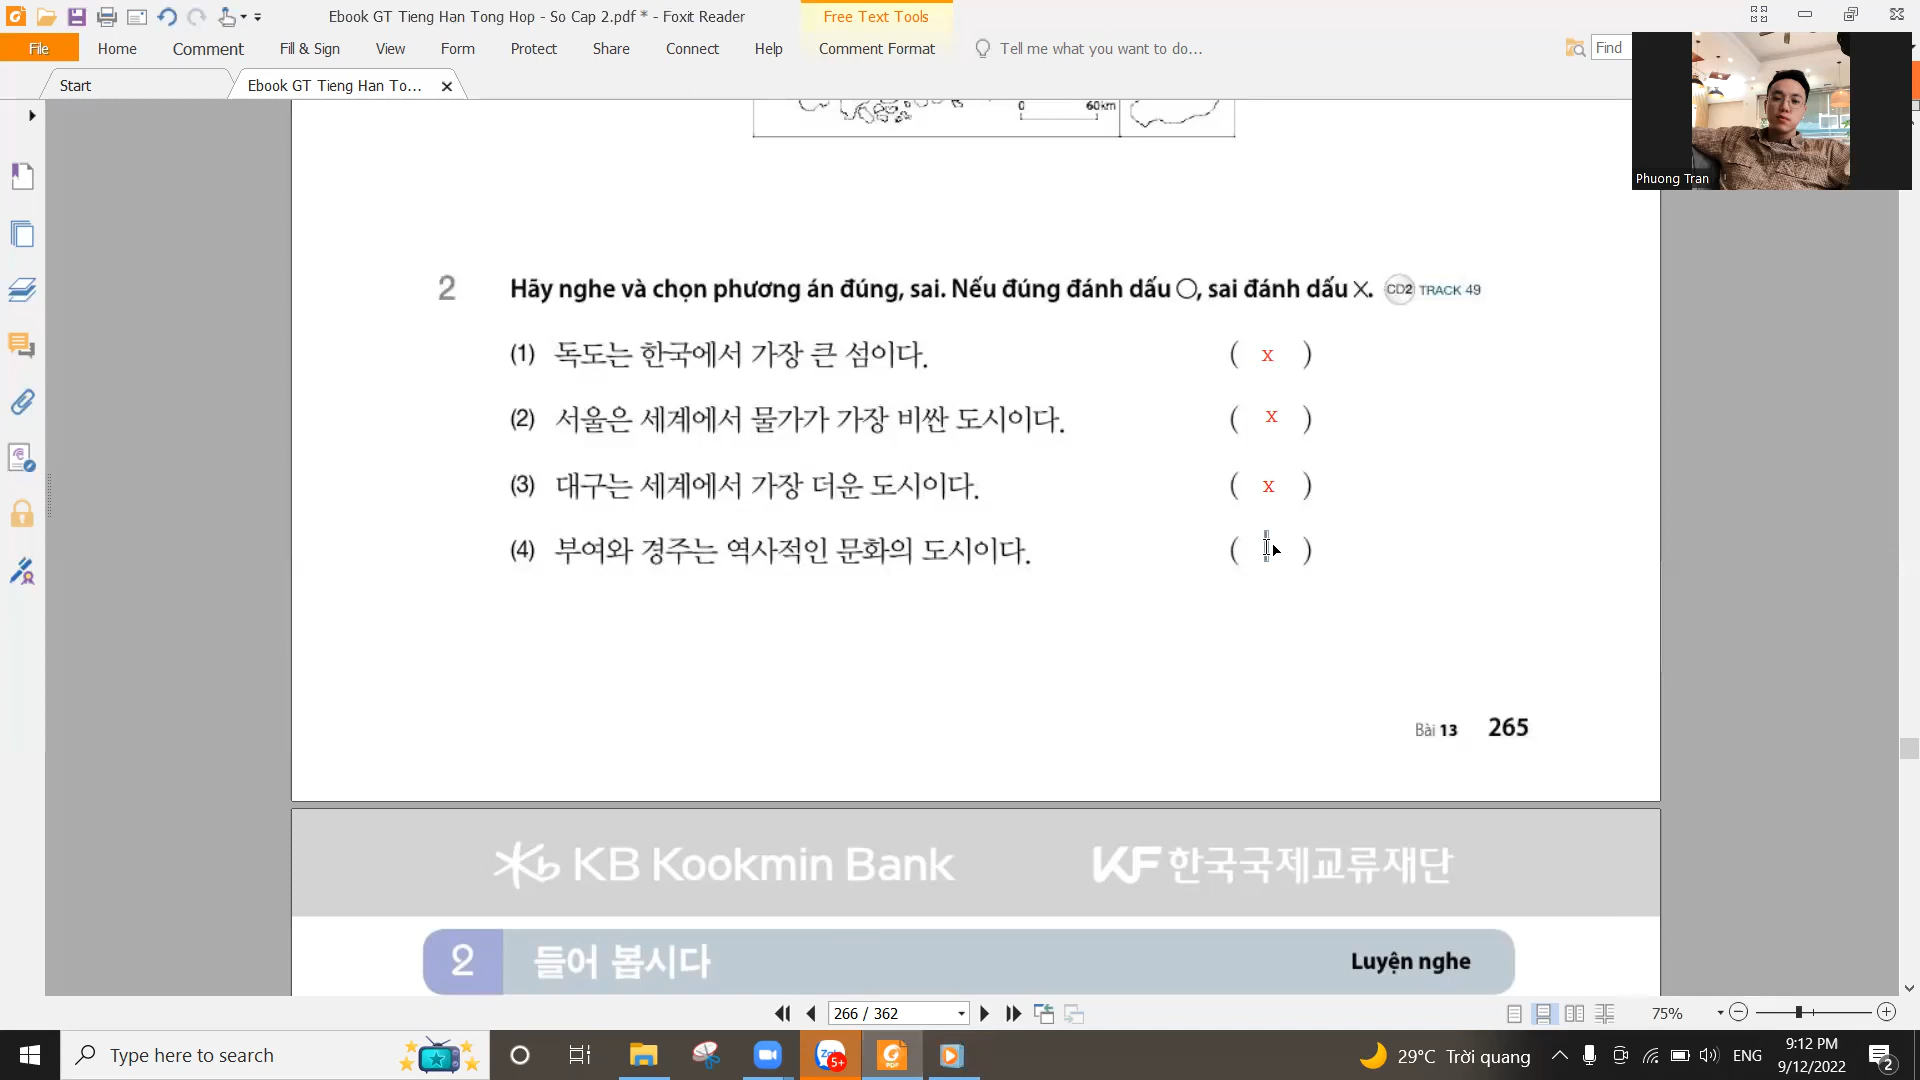 Ebook GT Tieng Han Tong Hop - So Cap 2.pdf * - Foxit Reader
Free Text Tools
File
Home
Comment
Fill & Sign
View
Form
Protect
Share
Connect
Help
Comment Format
Tell me what you want to do...
Find
Start
Ebook GT Tieng Han To...
0 60km
Phuong Tran
2 Hãy nghe và chọn phương án đúng, sai. Nếu đúng đánh dấu ○, sai đánh dấu X. CD2 TRACK 49
(1) 독도는 한국에서 가장 큰 섬이다. ( x )
(2) 서울은 세계에서 물가가 가장 비싼 도시이다. ( x )
(3) 대구는 세계에서 가장 더운 도시이다. ( x )
(4) 부여와 경주는 역사적인 문화의 도시이다. ( )
Bài 13 265
KB Kookmin Bank
KF 한국국제교류재단
2 들어 봅시다 Luyện nghe
266 / 362
75%
Type here to search
5+
29°C Trời quang
ENG
9:12 PM
9/12/2022
2